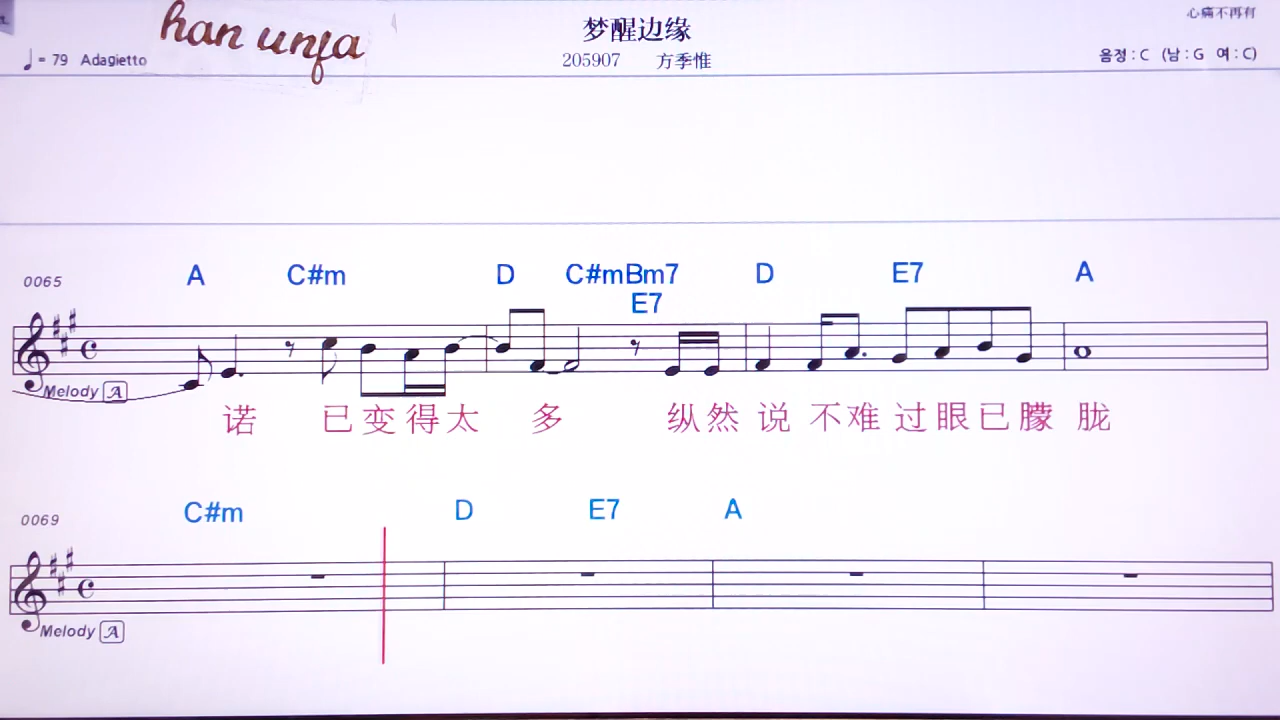 han unja
梦醒边缘
心痛不再有
♩= 79 Adagietto
205907 方季惟
음정 : C (남 : G 여 : C)
A C#m D C#mBm7 D E7 A
E7
0065
Melody A
诺 已变得太 多 纵然 说 不难 过眼已朦 胧
C#m D E7 A
0069
Melody A